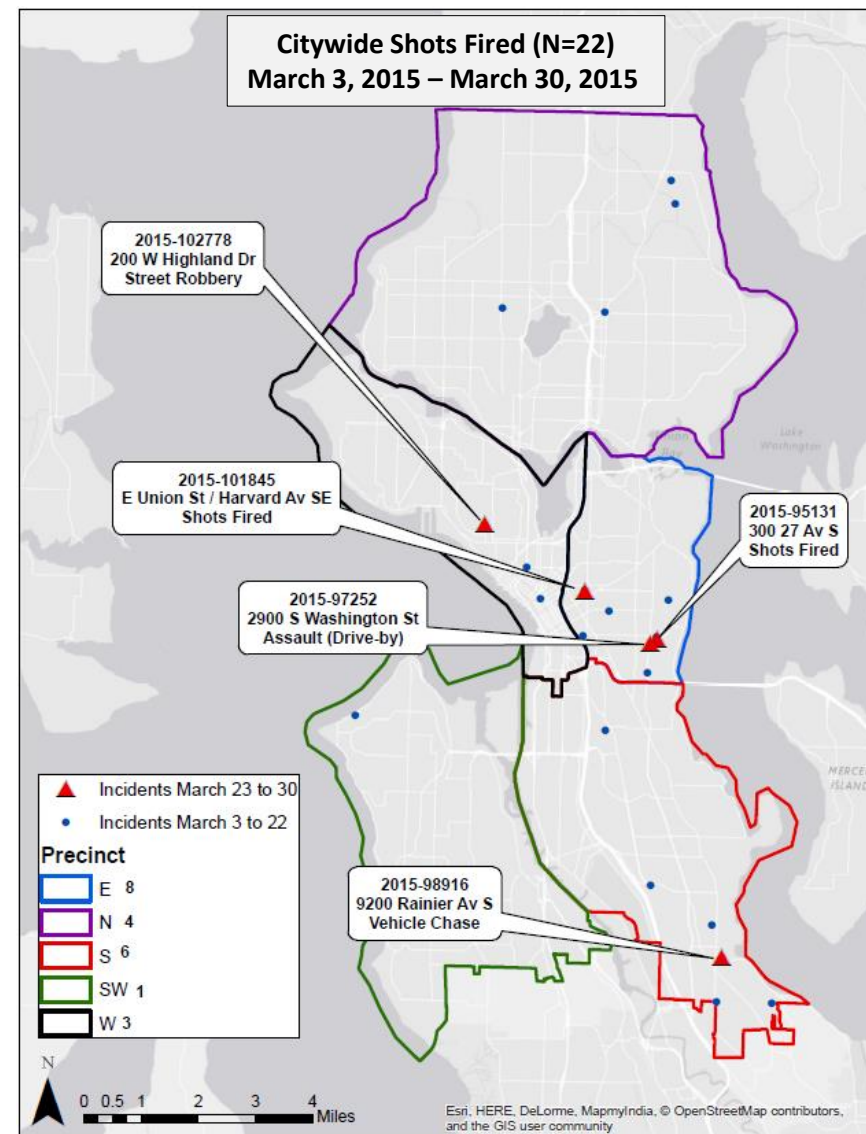 Citywide Shots Fired (N=22)
March 3, 2015 – March 30, 2015
2015-102778
200 W Highland Dr
Street Robbery
Lake
Washington
Bay
2015-101845
E Union St / Harvard Av SE
Shots Fired
2015-95131
300 27 Av S
Shots Fired
2015-97252
2900 S Washington St
Assault (Drive-by)
MERCER
ISLAND
Incidents March 23 to 30
Incidents March 3 to 22
Precinct
E 8
N 4
S 6
SW 1
W 3
2015-98916
9200 Rainier Av S
Vehicle Chase
N
0 0.5 1 2 3 4
Miles
Esri, HERE, DeLorme, MapmyIndia, © OpenStreetMap contributors,
and the GIS user community